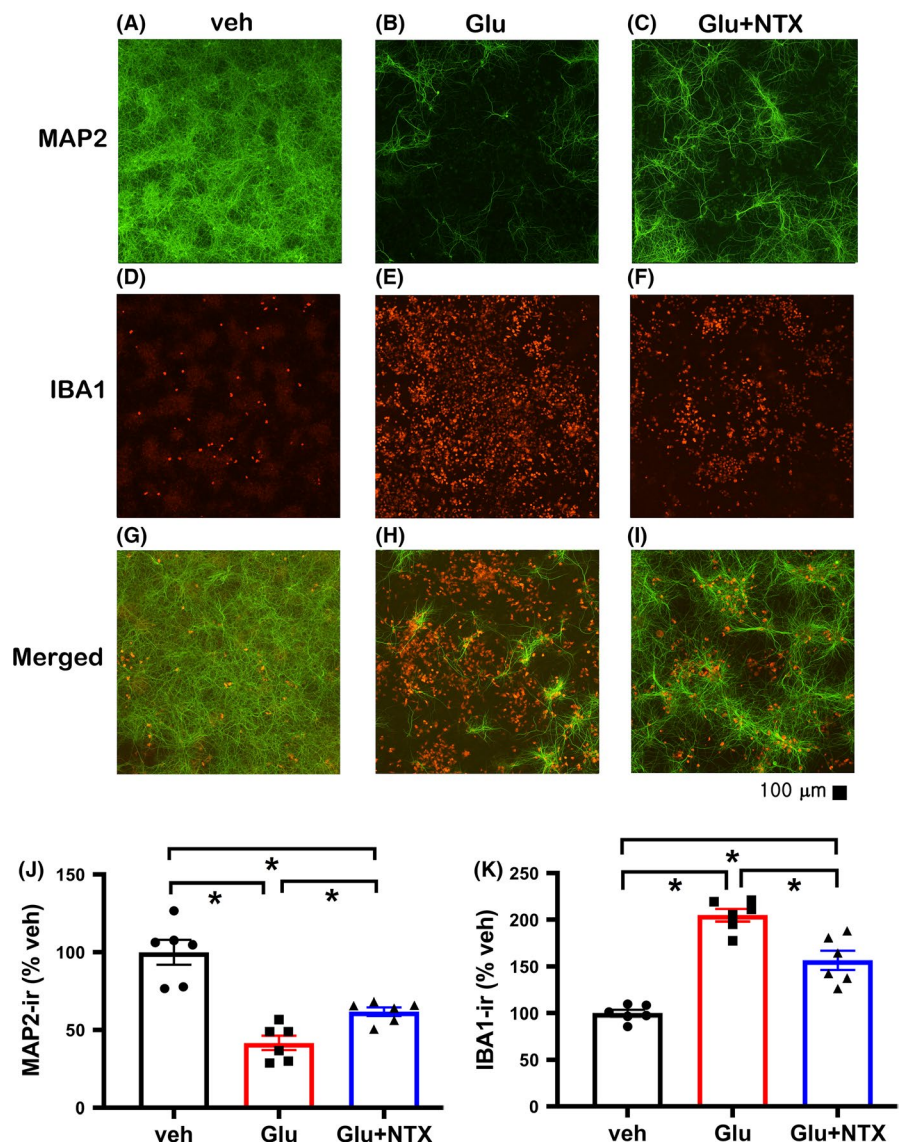 (A) veh (B) Glu (C) Glu+NTX
MAP2
(D) (E) (F)
IBA1
(G) (H) (I)
Merged
100 μm
(J) * (K) *
* * * *
150
100
50
0
MAP2-ir (% veh)
veh Glu Glu+NTX
250
200
150
100
50
0
IBA1-ir (% veh)
veh Glu Glu+NTX